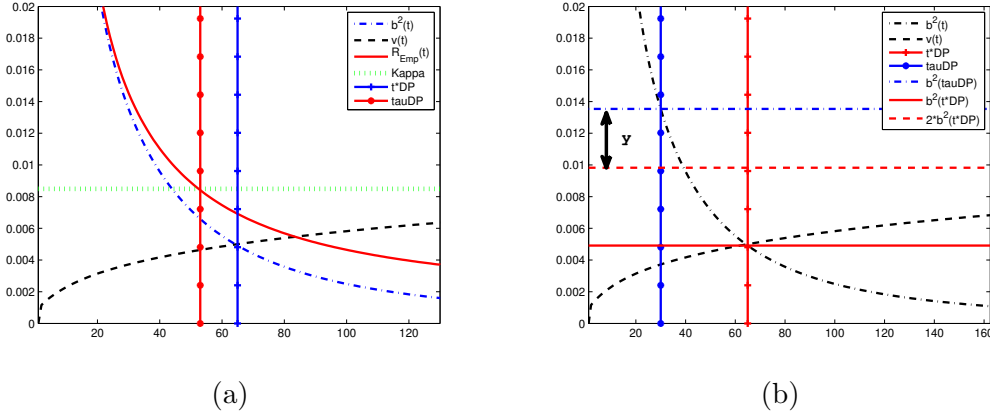 0.02
0.018
0.016
0.014
0.012
0.01
0.008
0.006
0.004
0.002
0
20
40
60
80
100
120
b²(t)
v(t)
R_Emp(t)
Kappa
t*DP
tauDP
(a)
0.02
0.018
0.016
0.014
0.012
0.01
0.008
0.006
0.004
0.002
0
20
40
60
80
100
120
140
160
b²(t)
v(t)
t*DP
tauDP
b²(tauDP)
b²(t*DP)
2*b²(t*DP)
y
(b)